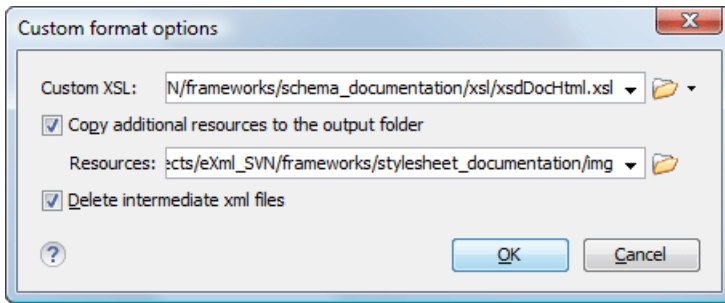 Custom format options
Custom XSL: N/frameworks/schema_documentation/xsl/xsdDocHtml.xsl
Copy additional resources to the output folder
Resources: ects/eXml_SVN/frameworks/stylesheet_documentation/img
Delete intermediate xml files
? OK Cancel